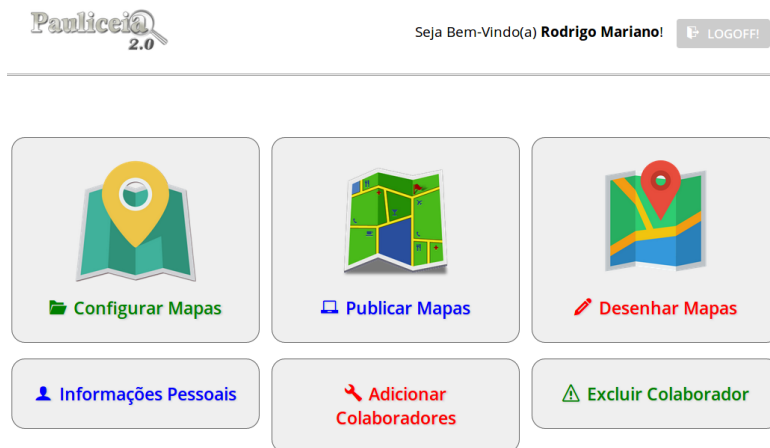 Pauliceia
2.0
Seja Bem-Vindo(a) Rodrigo Mariano!
LOGOFF!
Configurar Mapas
Publicar Mapas
Desenhar Mapas
Informações Pessoais
Adicionar
Colaboradores
Excluir Colaborador